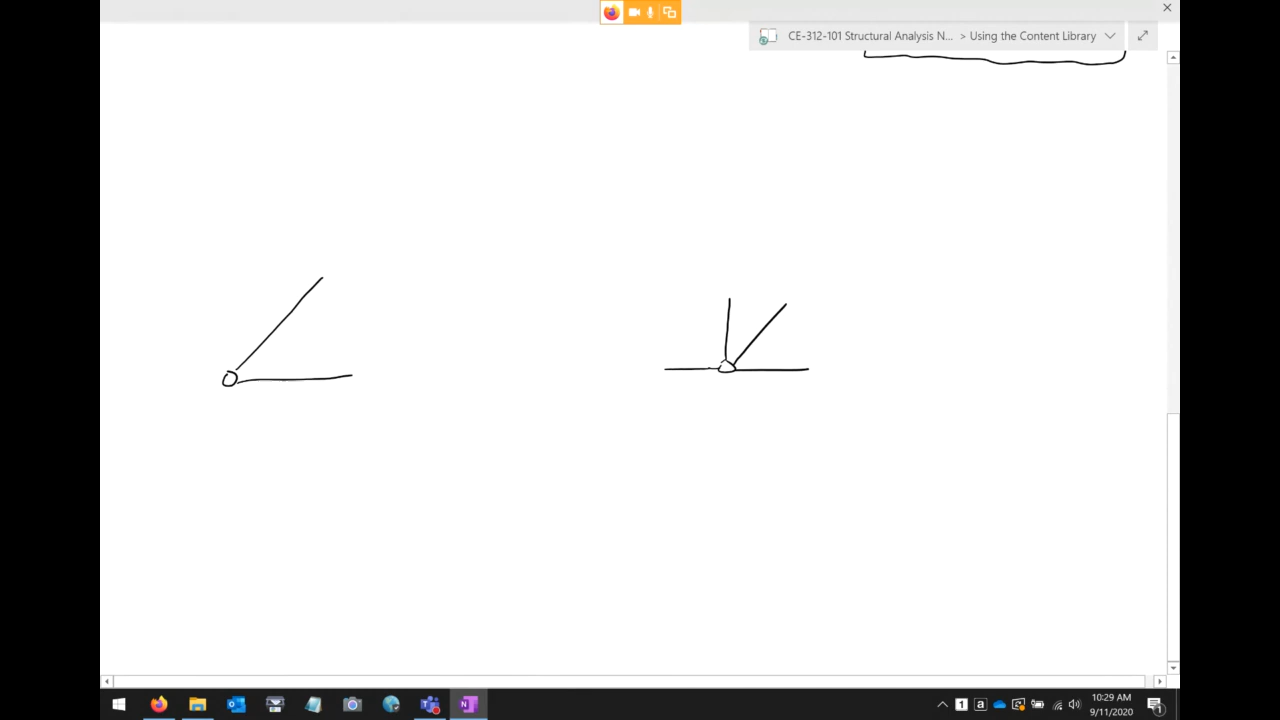 CE-312-101 Structural Analysis N... > Using the Content Library
10:29 AM
9/11/2020